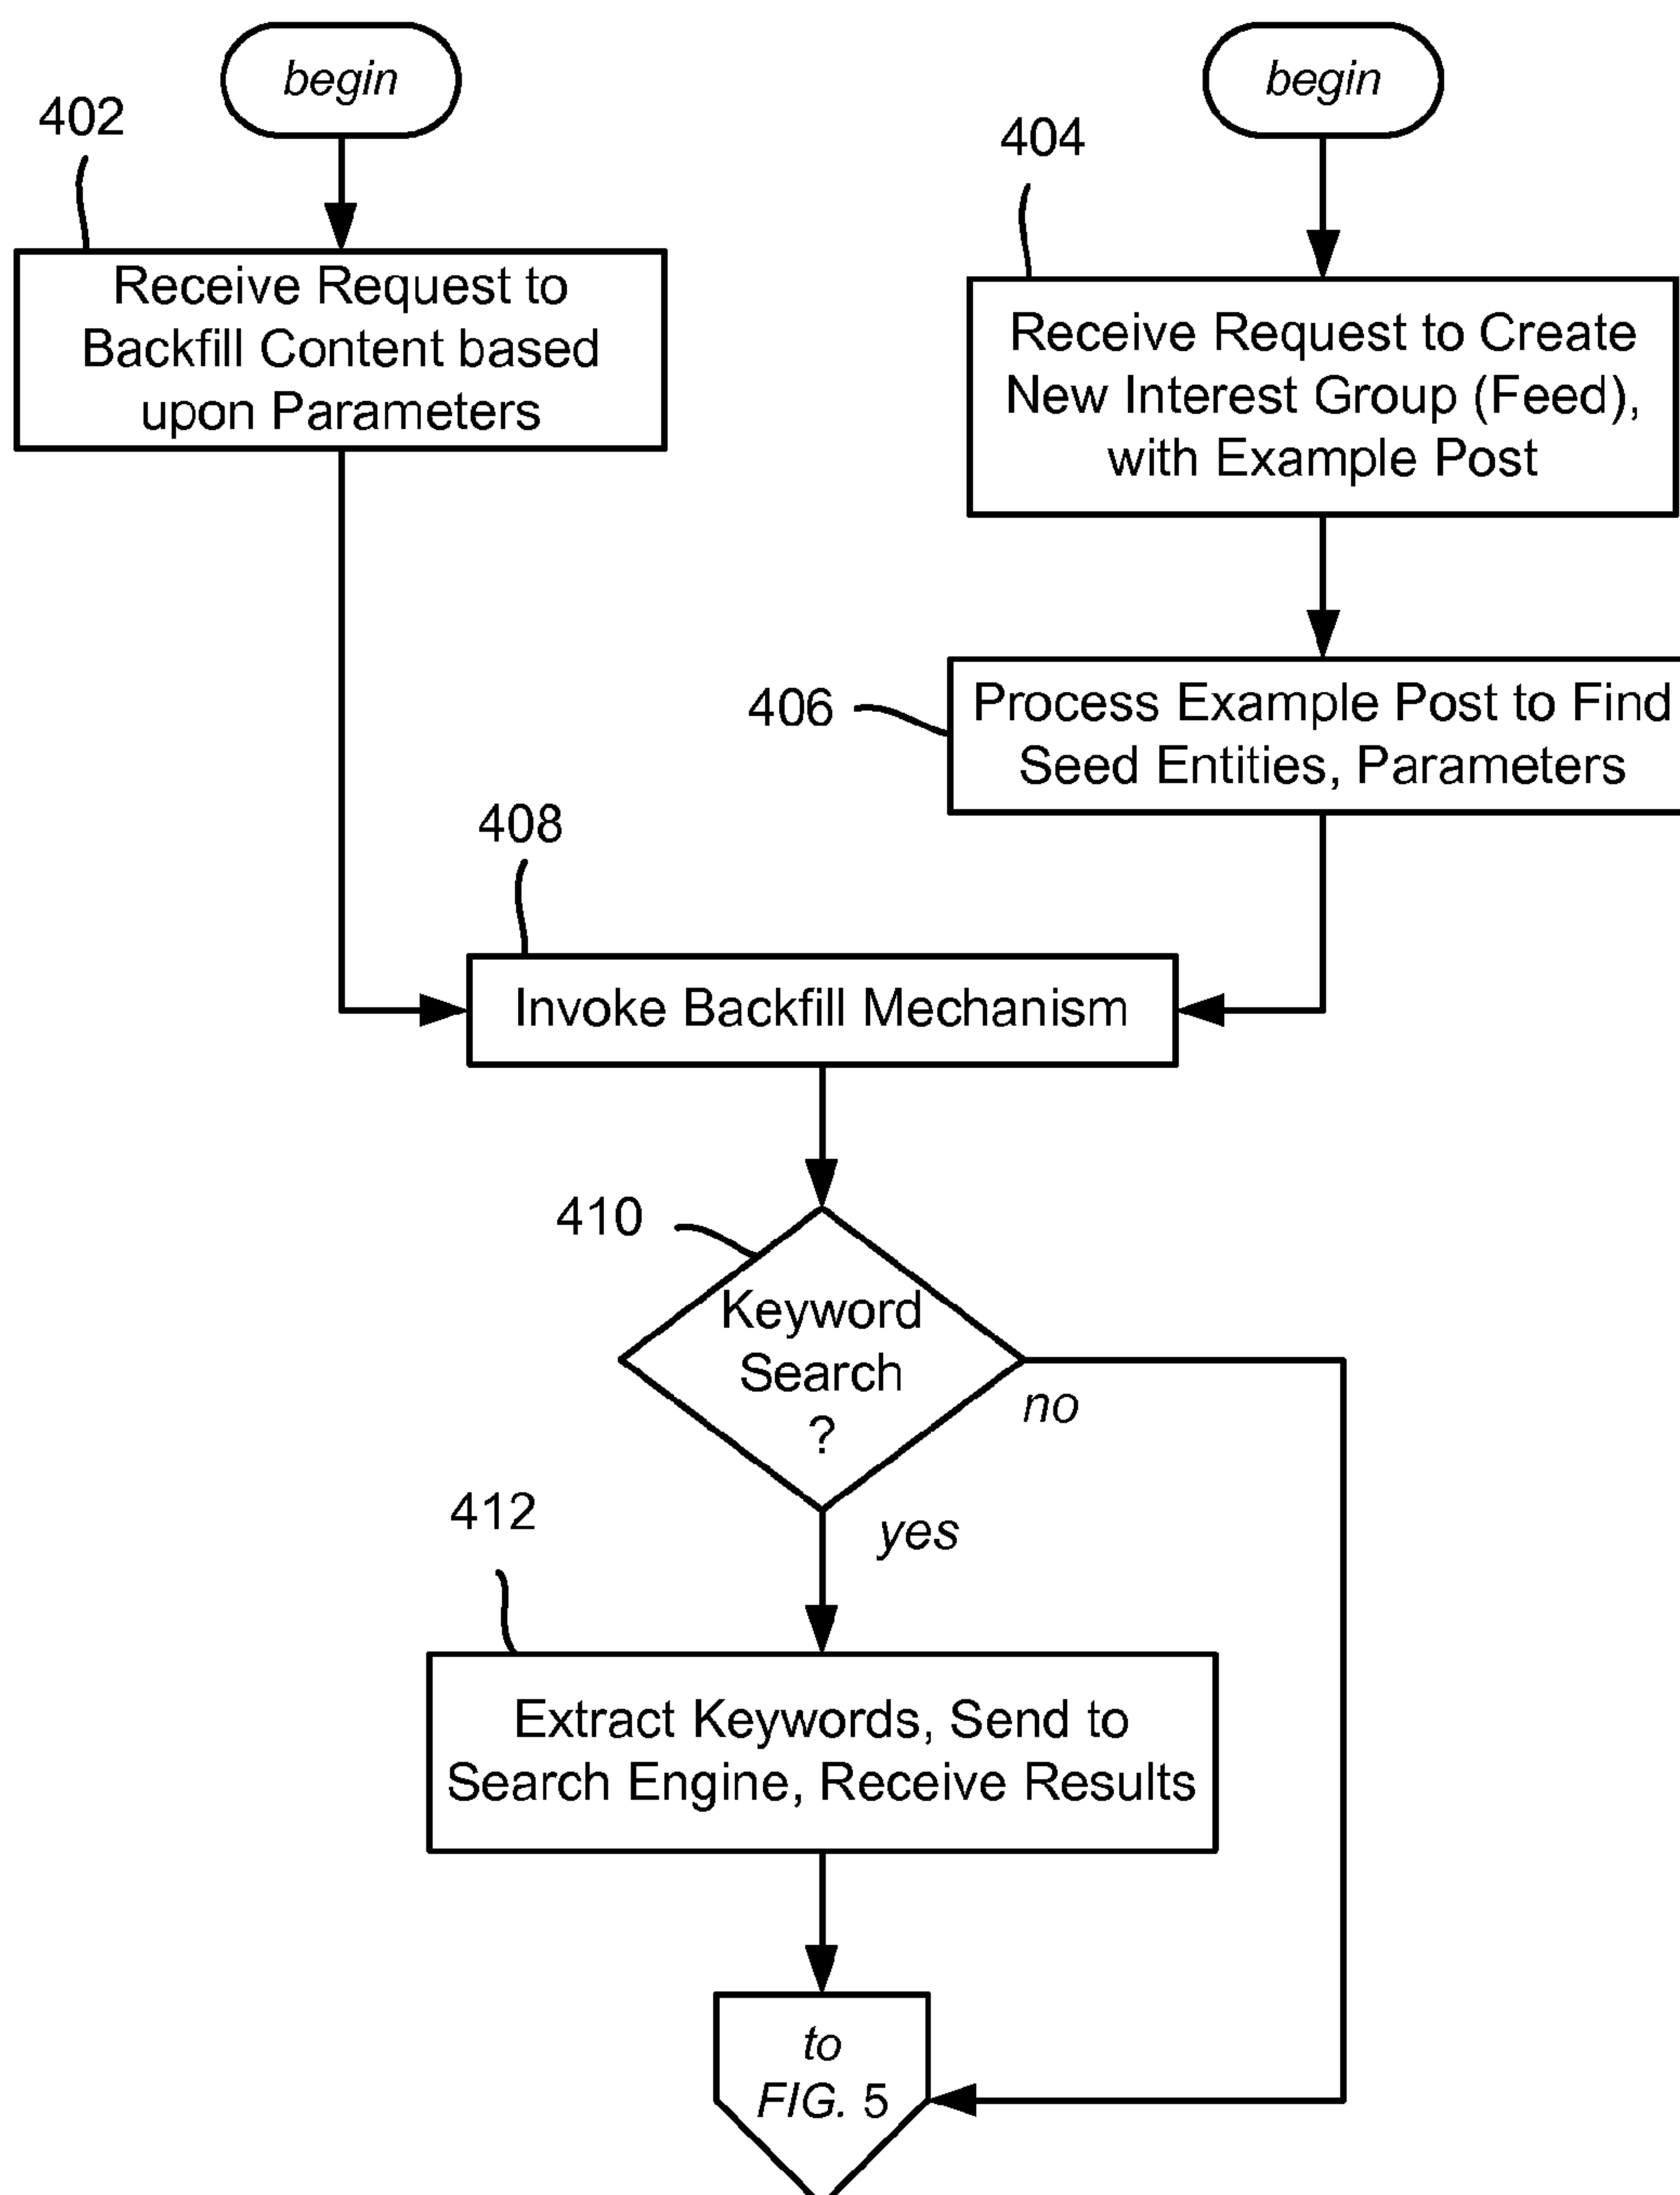 begin
begin
402
404
Receive Request to
Backfill Content based
upon Parameters
Receive Request to Create
New Interest Group (Feed),
with Example Post
406
Process Example Post to Find
Seed Entities, Parameters
408
Invoke Backfill Mechanism
410
Keyword
Search
?
no
yes
412
Extract Keywords, Send to
Search Engine, Receive Results
to
FIG. 5